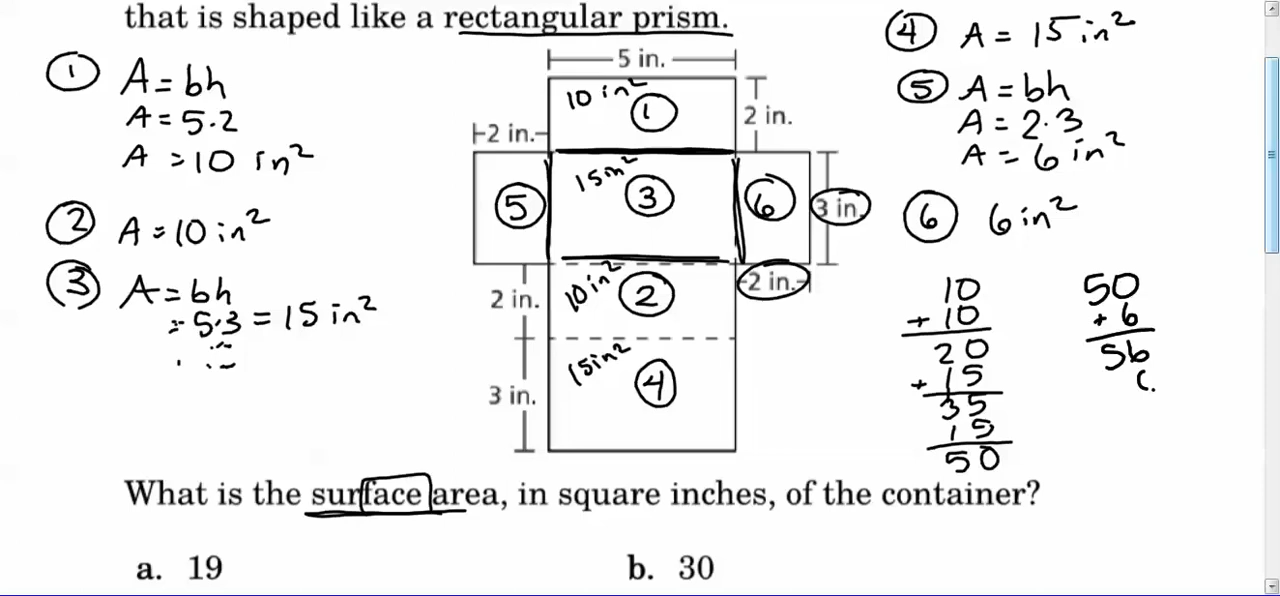 that is shaped like a rectangular prism.
① A = bh
A = 5·2
A = 10 in²
② A = 10 in²
③ A = bh
= 5·3 = 15 in²
5 in.
10 in²
①
2 in.
2 in.
⑤
15 in²
③
⑥
3 in.
2 in.
10 in²
②
2 in.
15 in²
④
3 in.
④ A = 15 in²
⑤ A = bh
A = 2·3
A = 6 in²
⑥ 6 in²
10
+ 10
20
+ 15
35
15
50
50
+ 6
56
What is the surface area, in square inches, of the container?
a. 19
b. 30